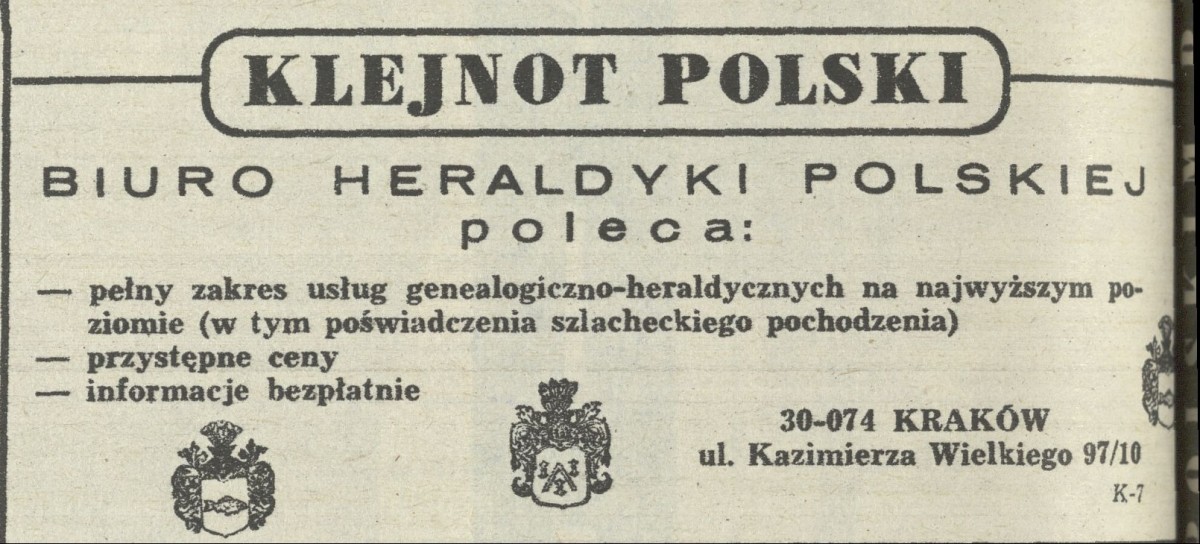 KLEJNOT POLSKI
BIURO HERALDYKI POLSKIEJ
poleca:
— pełny zakres usług genealogiczno-heraldycznych na najwyższym po-
ziomie (w tym poświadczenia szlacheckiego pochodzenia)
— przystępne ceny
— informacje bezpłatnie
30-074 KRAKÓW
ul. Kazimierza Wielkiego 97/10
K-7